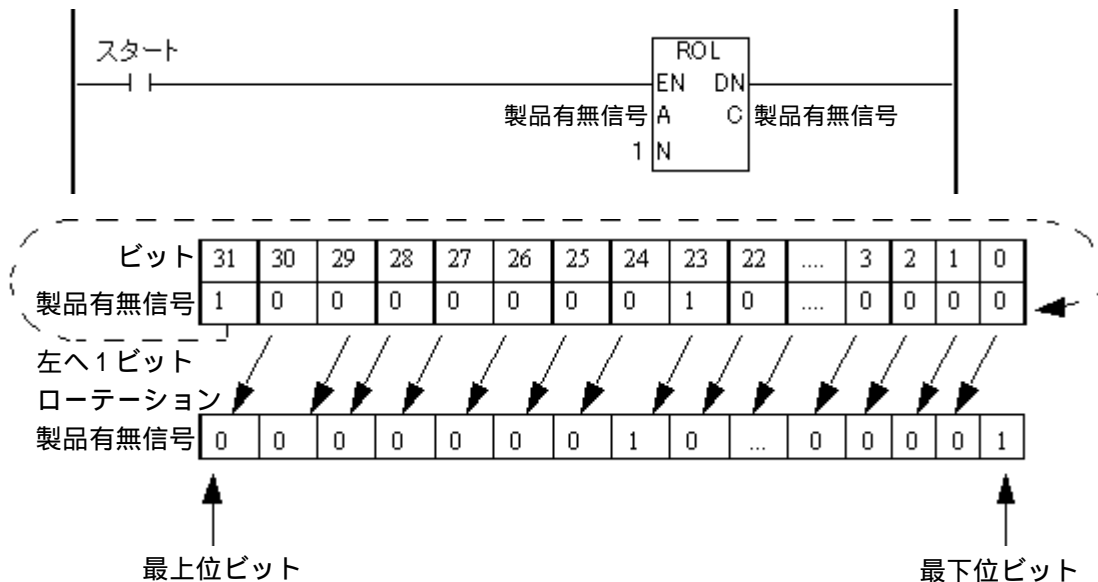 スタート
ROL
EN DN
製品有無信号 A C 製品有無信号
1 N
ビット 31 30 29 28 27 26 25 24 23 22 .... 3 2 1 0
製品有無信号 1 0 0 0 0 0 0 0 1 0 .... 0 0 0 0
左へ1ビット
ローテーション
製品有無信号 0 0 0 0 0 0 0 1 0 ... 0 0 0 0 1
最上位ビット 最下位ビット